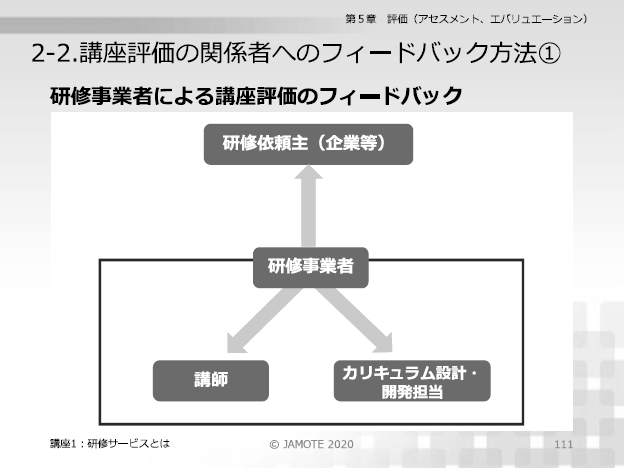 第５章　評価（アセスメント、エバリュエーション）
2-2.講座評価の関係者へのフィードバック方法①
研修事業者による講座評価のフィードバック
研修依頼主（企業等）
研修事業者
講師
カリキュラム設計・
開発担当
講座1：研修サービスとは
© JAMOTE 2020
111